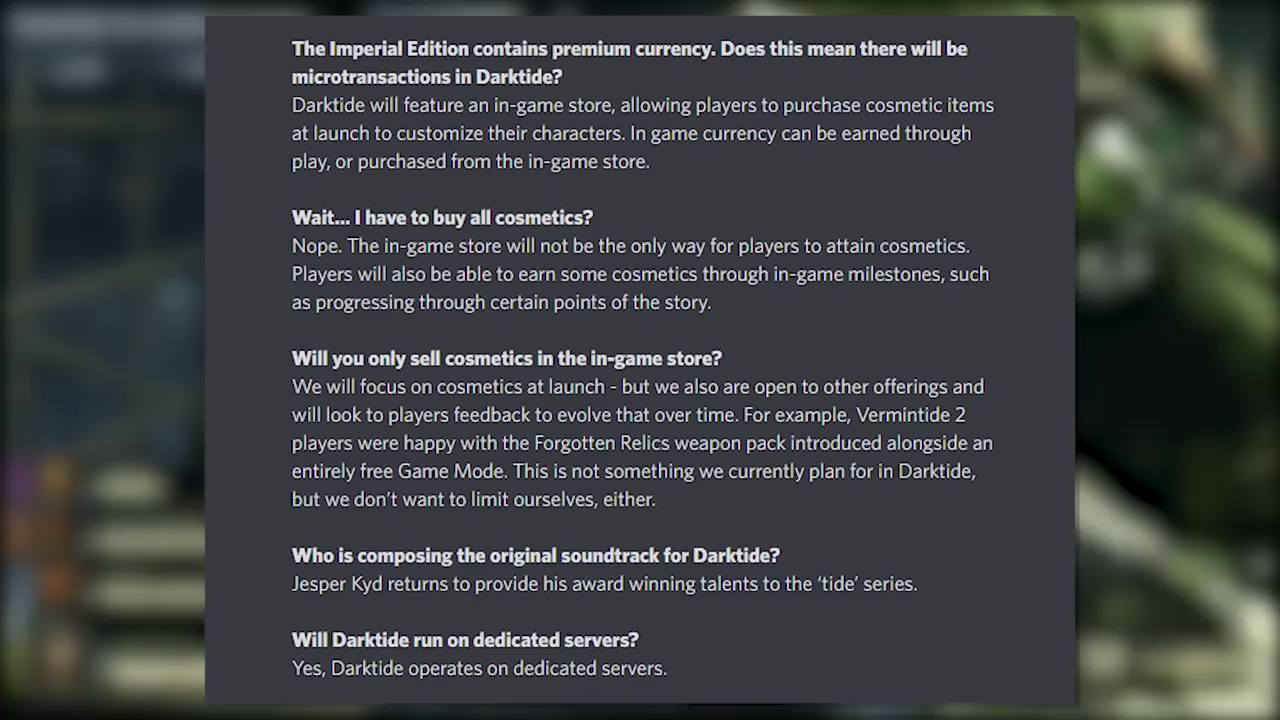 The Imperial Edition contains premium currency. Does this mean there will be
microtransactions in Darktide?
Darktide will feature an in-game store, allowing players to purchase cosmetic items
at launch to customize their characters. In game currency can be earned through
play, or purchased from the in-game store.
Wait... I have to buy all cosmetics?
Nope. The in-game store will not be the only way for players to attain cosmetics.
Players will also be able to earn some cosmetics through in-game milestones, such
as progressing through certain points of the story.
Will you only sell cosmetics in the in-game store?
We will focus on cosmetics at launch - but we also are open to other offerings and
will look to players feedback to evolve that over time. For example, Vermintide 2
players were happy with the Forgotten Relics weapon pack introduced alongside an
entirely free Game Mode. This is not something we currently plan for in Darktide,
but we don't want to limit ourselves, either.
Who is composing the original soundtrack for Darktide?
Jesper Kyd returns to provide his award winning talents to the ‘tide’ series.
Will Darktide run on dedicated servers?
Yes, Darktide operates on dedicated servers.